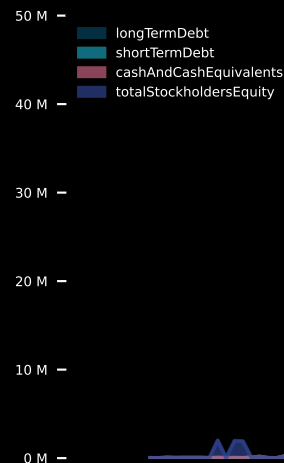 50 M
longTermDebt
shortTermDebt
cashAndCashEquivalents
totalStockholdersEquity
40 M
30 M
20 M
10 M
0 M